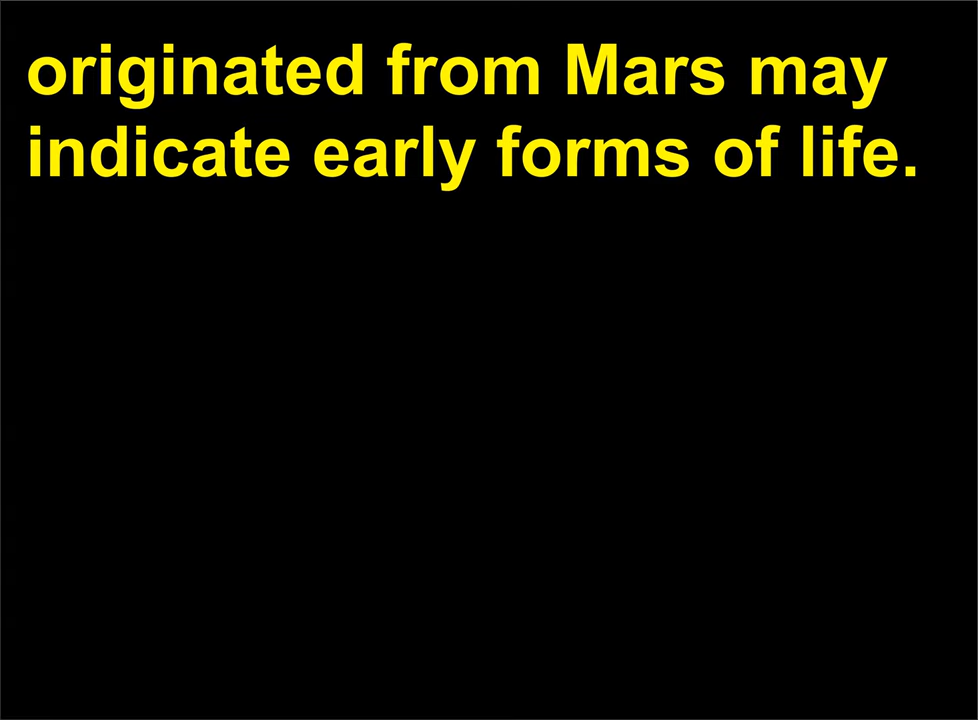 originated from Mars may
indicate early forms of life.